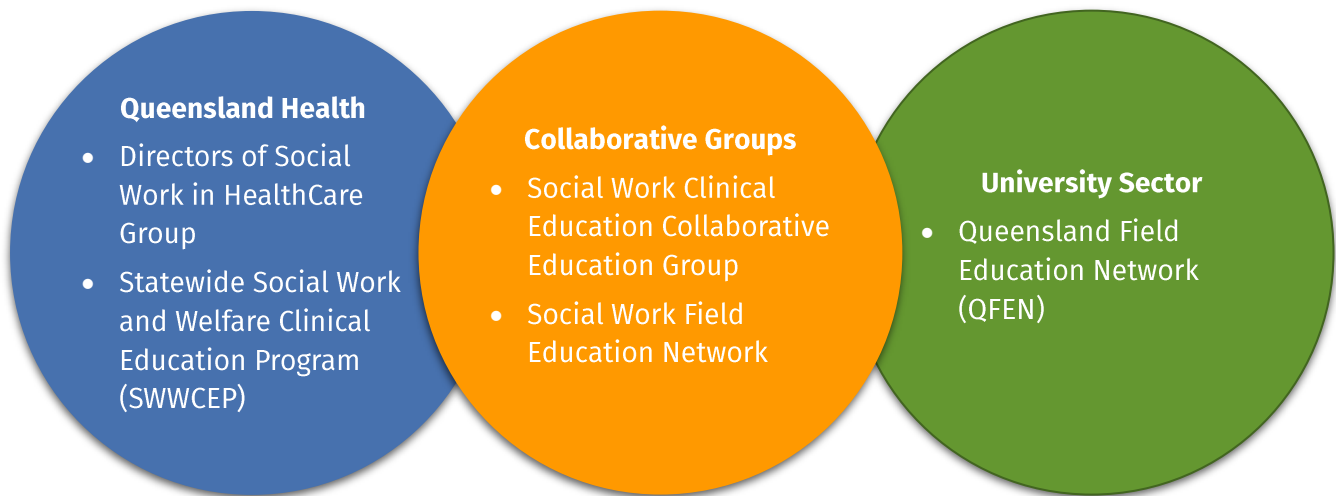 Queensland Health
• Directors of Social
Work in HealthCare
Group
• Statewide Social Work
and Welfare Clinical
Education Program
(SWWCEP)
Collaborative Groups
• Social Work Clinical
Education Collaborative
Education Group
• Social Work Field
Education Network
University Sector
• Queensland Field
Education Network
(QFEN)